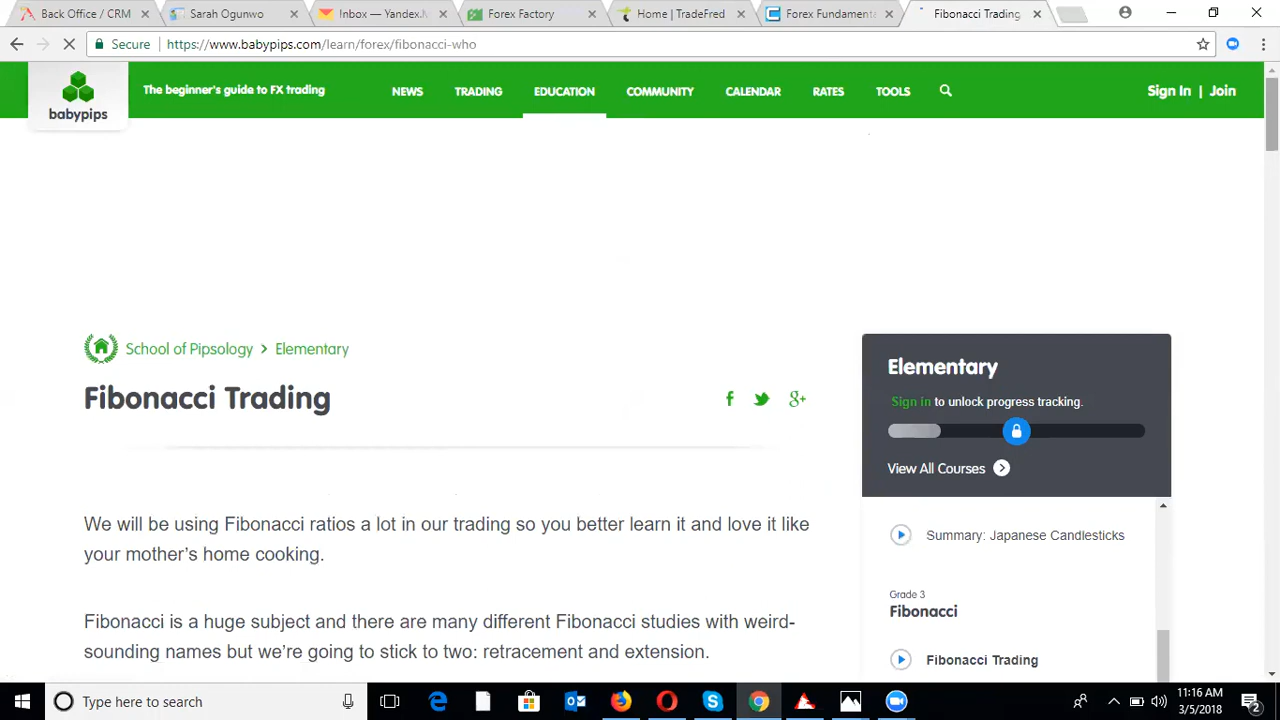 Back Office / CRM
Sarah Ogunwo
Inbox — Yandex.M
Forex Factory
Home | TradeFred
Forex Fundament
Fibonacci Trading
Secure
https://www.babypips.com/learn/forex/fibonacci-who
babypips
The beginner's guide to FX trading
NEWS
TRADING
EDUCATION
COMMUNITY
CALENDAR
RATES
TOOLS
Sign In | Join
School of Pipsology > Elementary
Fibonacci Trading
We will be using Fibonacci ratios a lot in our trading so you better learn it and love it like
your mother's home cooking.
Fibonacci is a huge subject and there are many different Fibonacci studies with weird-
sounding names but we're going to stick to two: retracement and extension.
Elementary
Sign in to unlock progress tracking.
View All Courses
Summary: Japanese Candlesticks
Grade 3
Fibonacci
Fibonacci Trading
Type here to search
11:16 AM
3/5/2018
2